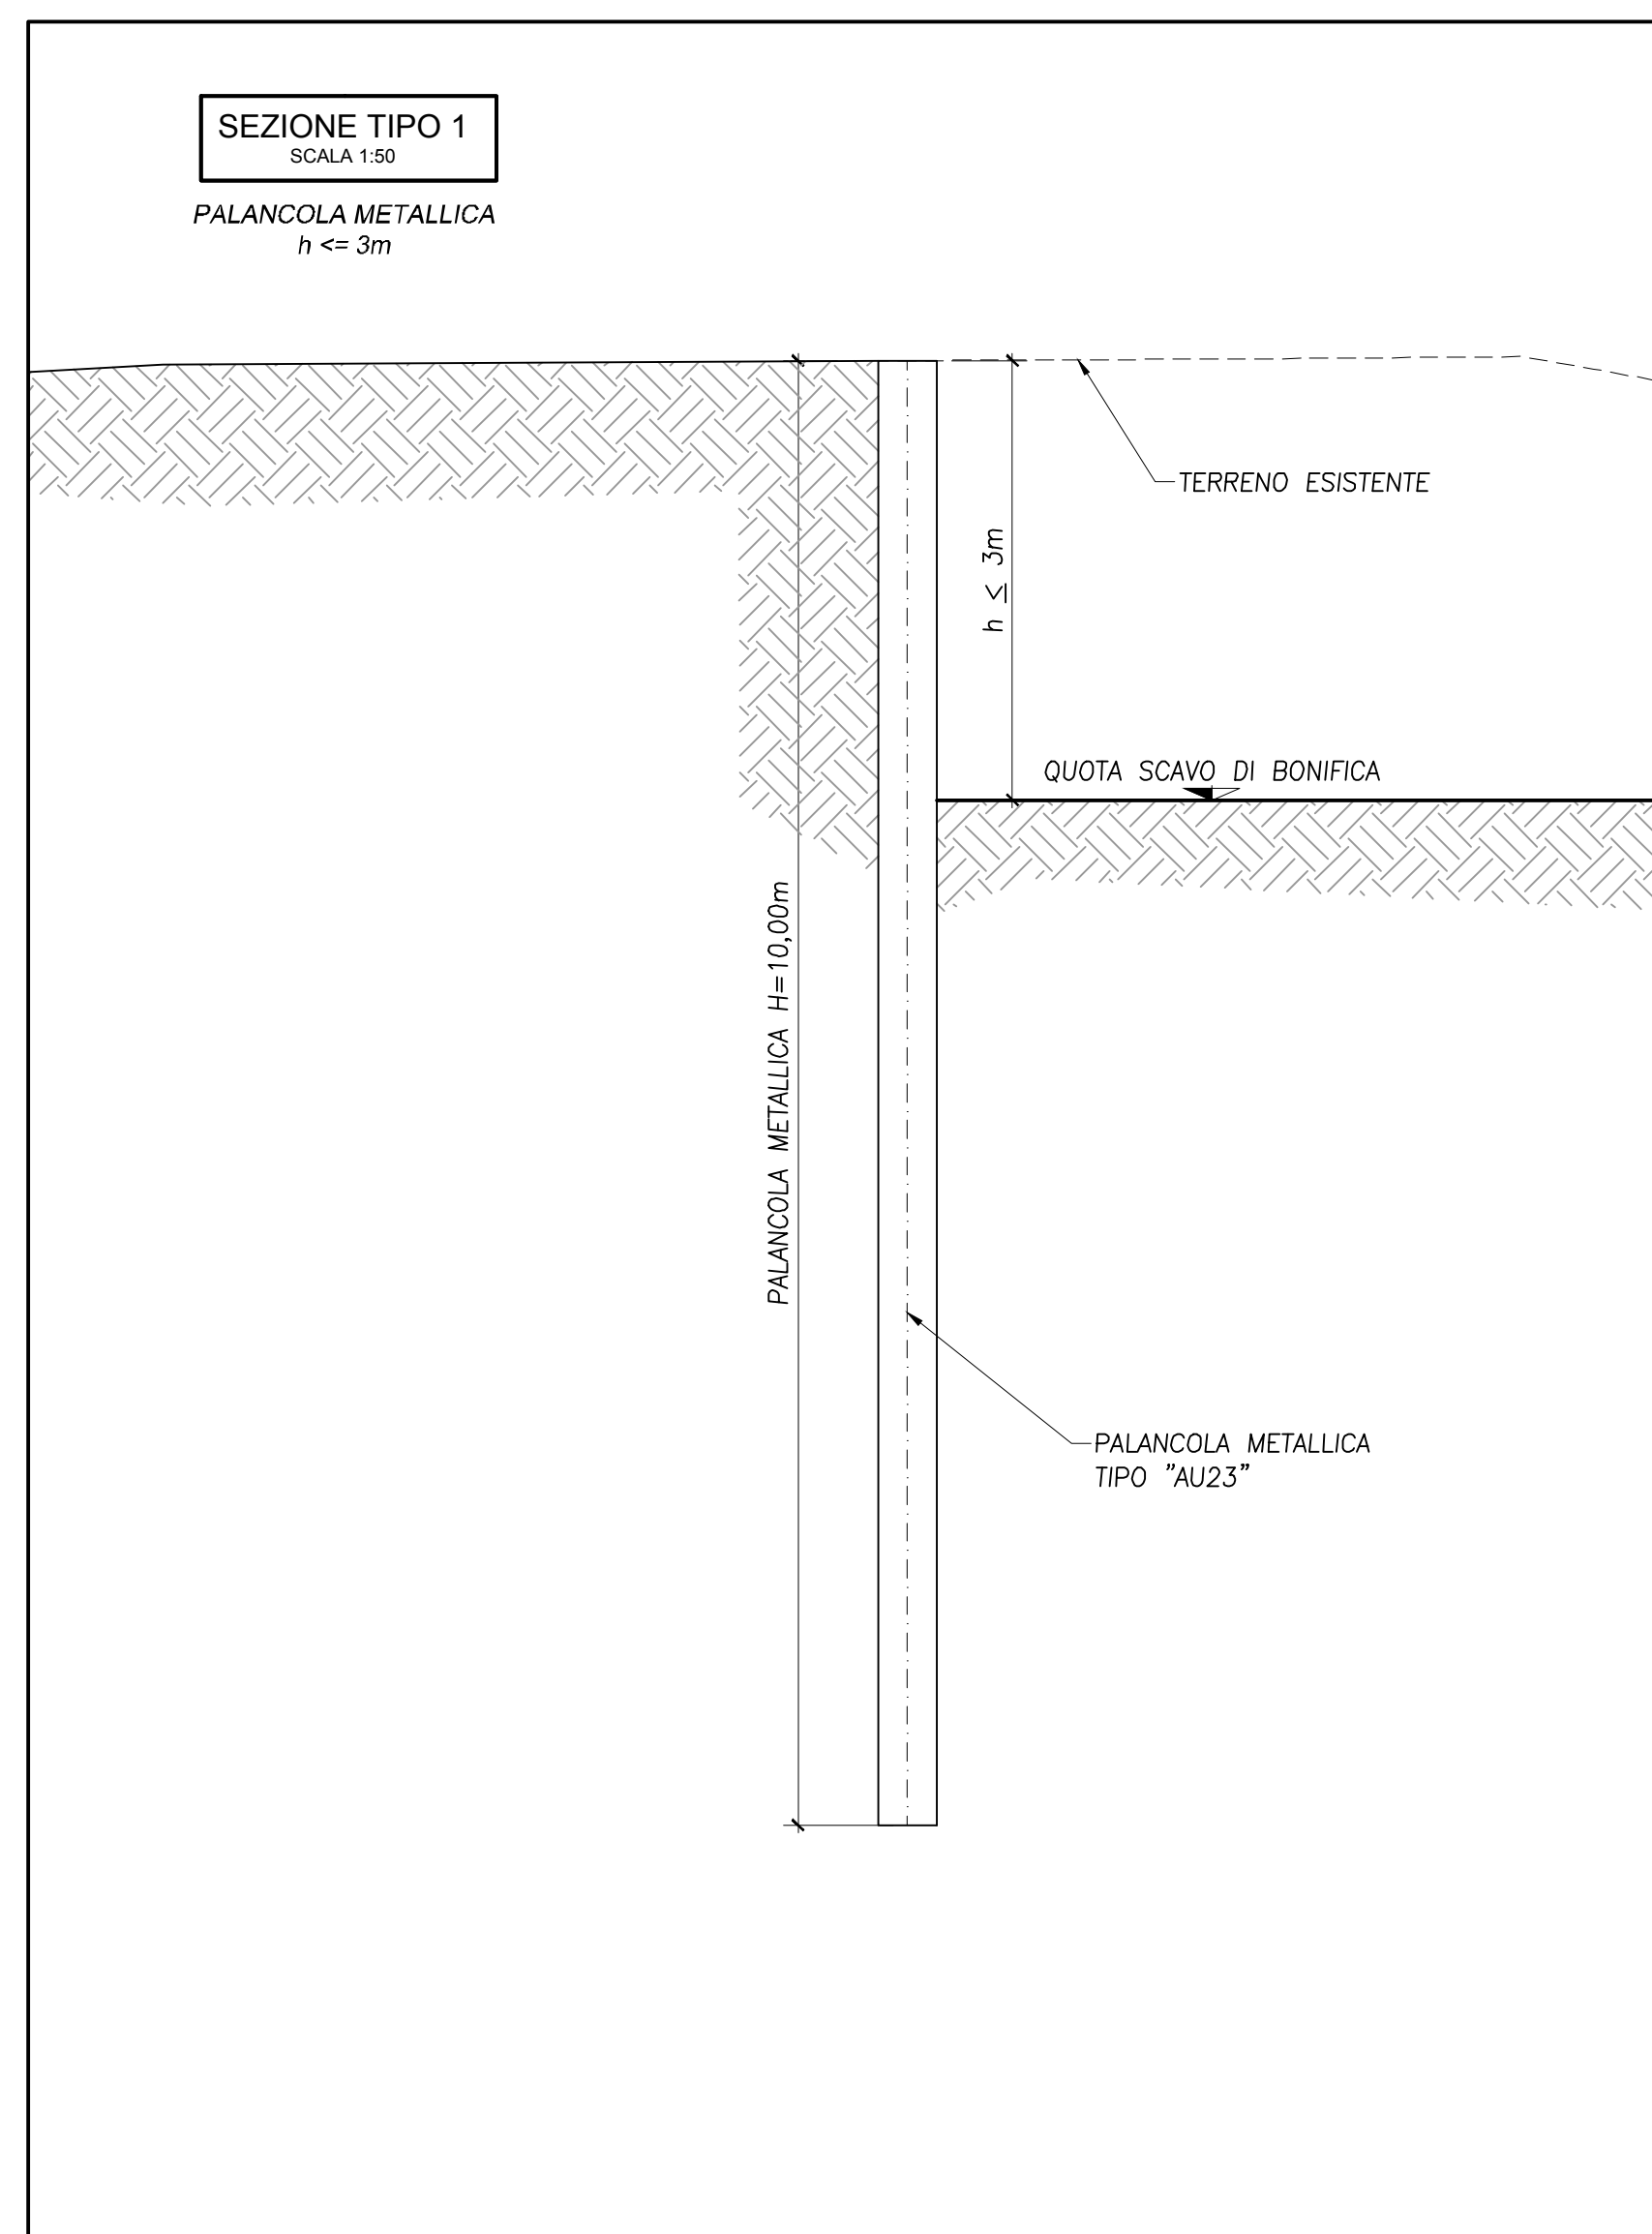 SEZIONE TIPO 1
SCALA 1:50
PALANCOLA METALLICA
h <= 3m
TERRENO ESISTENTE
h ≤ 3m
QUOTA SCAVO DI BONIFICA
PALANCOLA METALLICA H=10,00m
PALANCOLA METALLICA
TIPO "AU23"